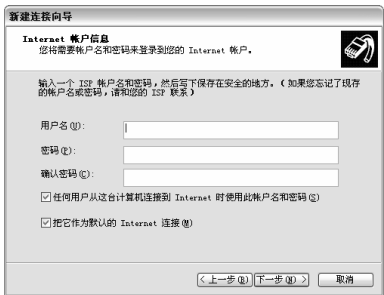 新建连接向导
Internet 帐户信息
您将需要帐户名和密码来登录到您的 Internet 帐户。
输入一个 ISP 帐户名和密码，然后写下保存在安全的地方。(如果您忘记了现存
的帐户名或密码，请和您的 ISP 联系)
用户名(U):
密码(P):
确认密码(C):
任何用户从这台计算机连接到 Internet 时使用此帐户名和密码(S)
把它作为默认的 Internet 连接(M)
<上一步(B) 下一步(N)> 取消